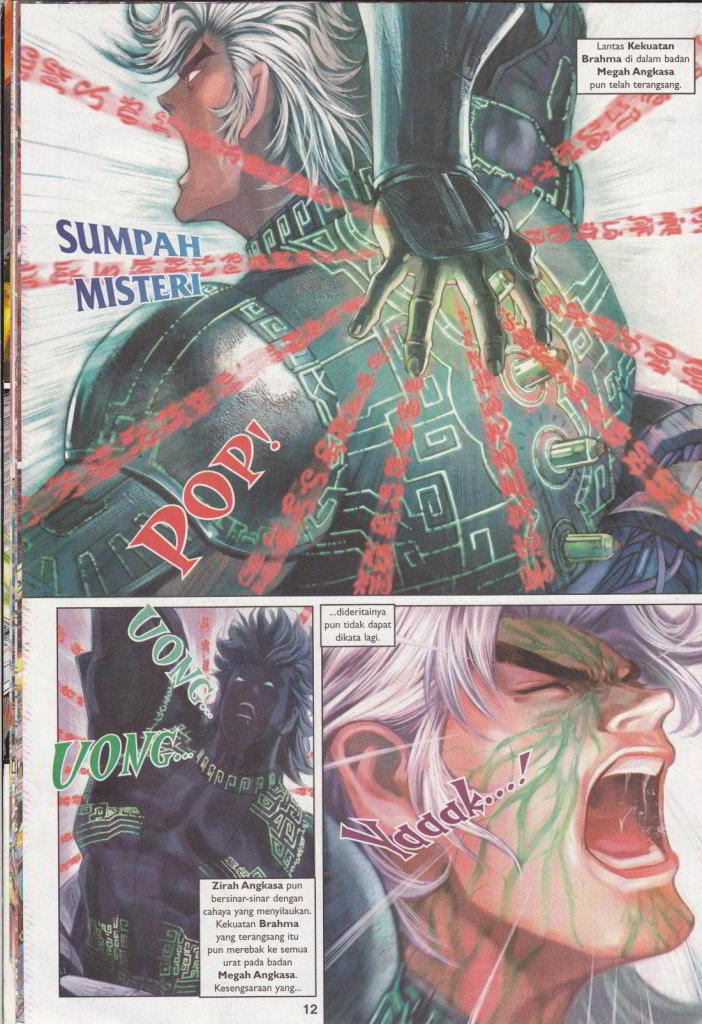 Lantas Kekuatan
Brahma di dalam badan
Megah Angkasa
pun telah terangsang.
SUMPAH
MISTERI
POP!
UONG...
UONG...
Zirah Angkasa pun
bersinar-sinar dengan
cahaya yang menyilaukan.
Kekuatan Brahma
yang terangsang itu
pun merebak ke semua
urat pada badan
Megah Angkasa.
Kesengsaraan yang...
...dideritainya
pun tidak dapat
dikata lagi.
Yaaak...!
12